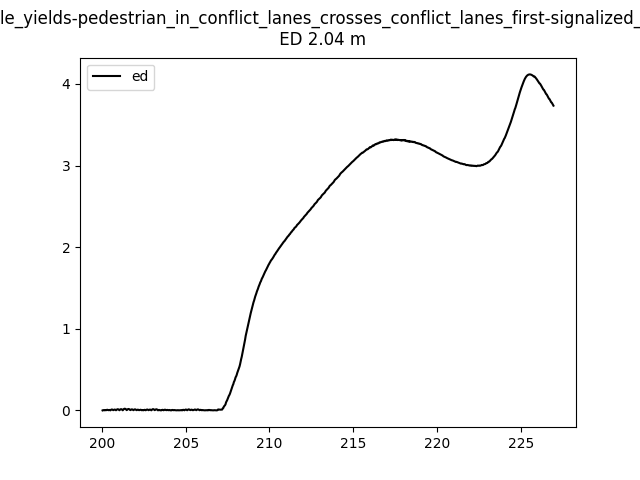 le_yields-pedestrian_in_conflict_lanes_crosses_conflict_lanes_first-signalized_
ED 2.04 m
ed
4
3
2
1
0
200 205 210 215 220 225